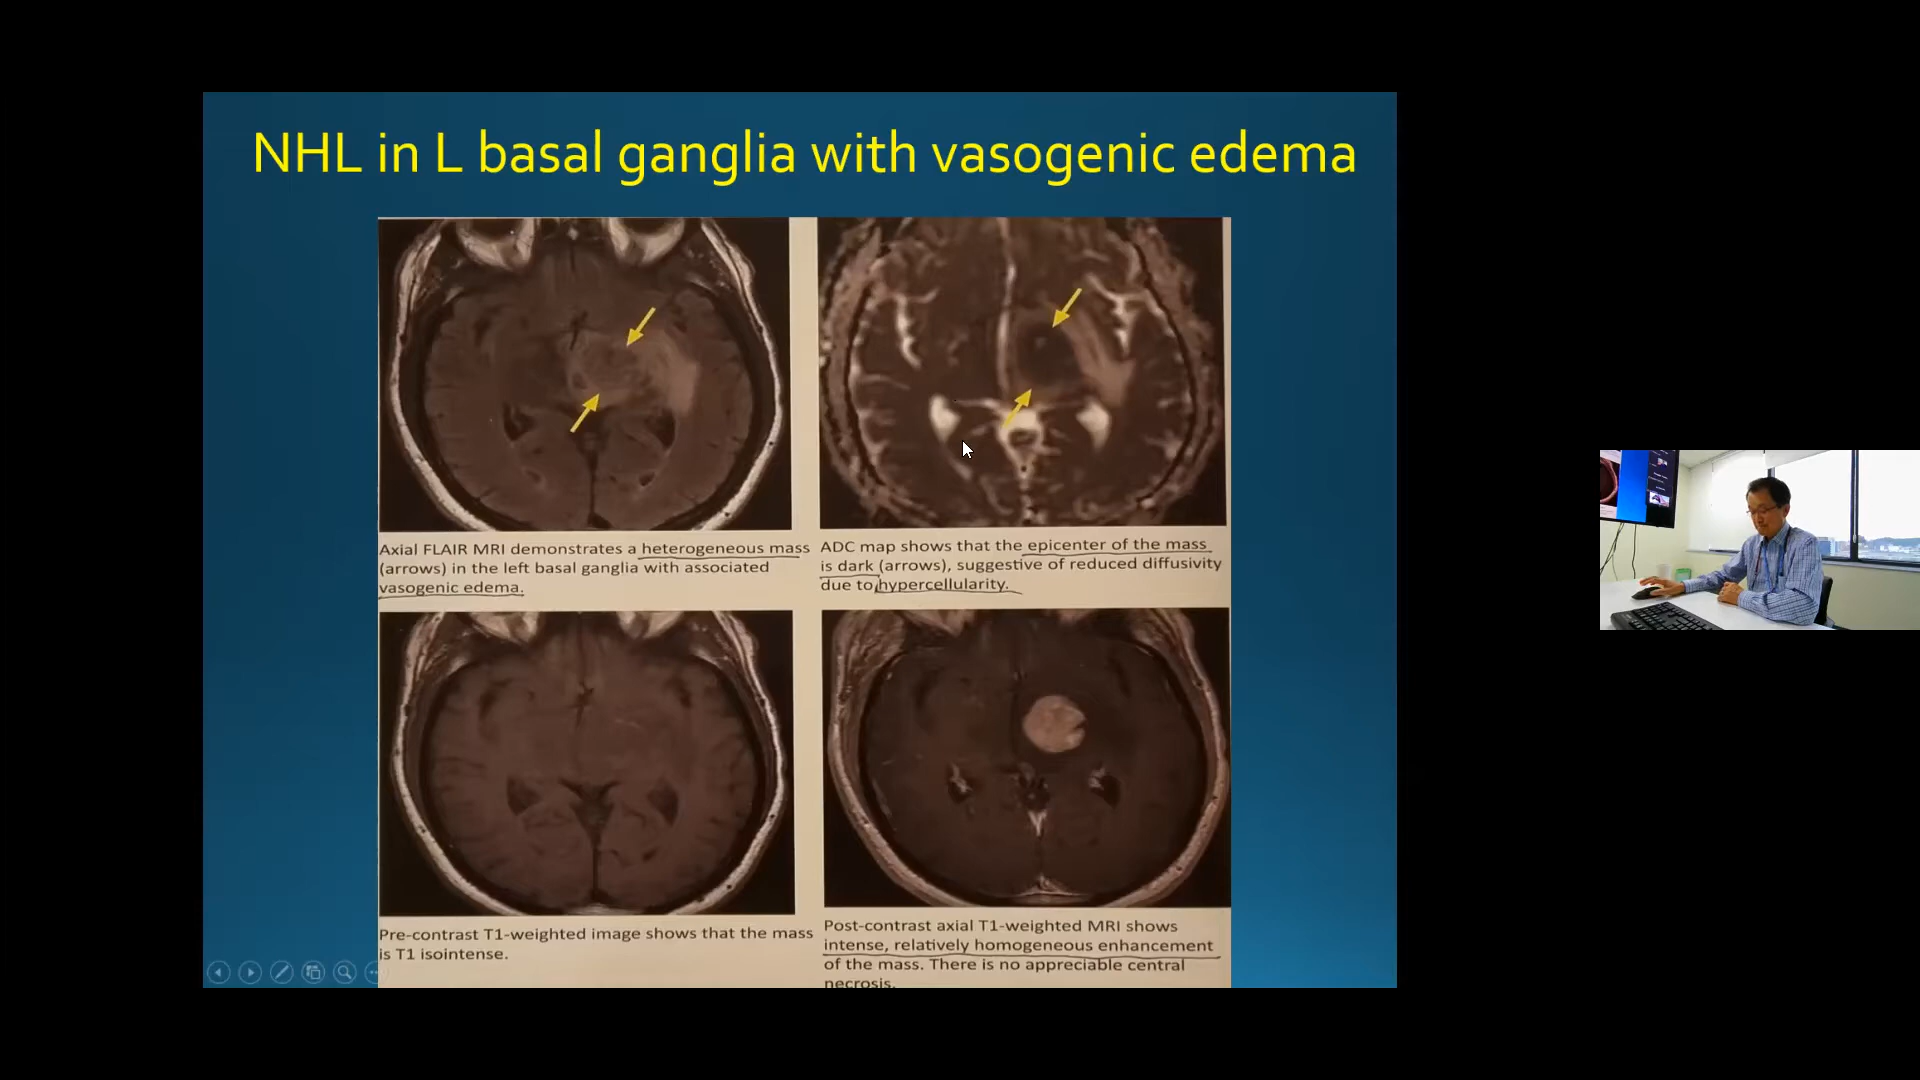 NHL in L basal ganglia with vasogenic edema
Axial FLAIR MRI demonstrates a heterogeneous mass
(arrows) in the left basal ganglia with associated
vasogenic edema.
ADC map shows that the epicenter of the mass
is dark (arrows), suggestive of reduced diffusivity
due to hypercellularity.
Pre-contrast T1-weighted image shows that the mass
is T1 isointense.
Post-contrast axial T1-weighted MRI shows
intense, relatively homogeneous enhancement
of the mass. There is no appreciable central
necrosis.